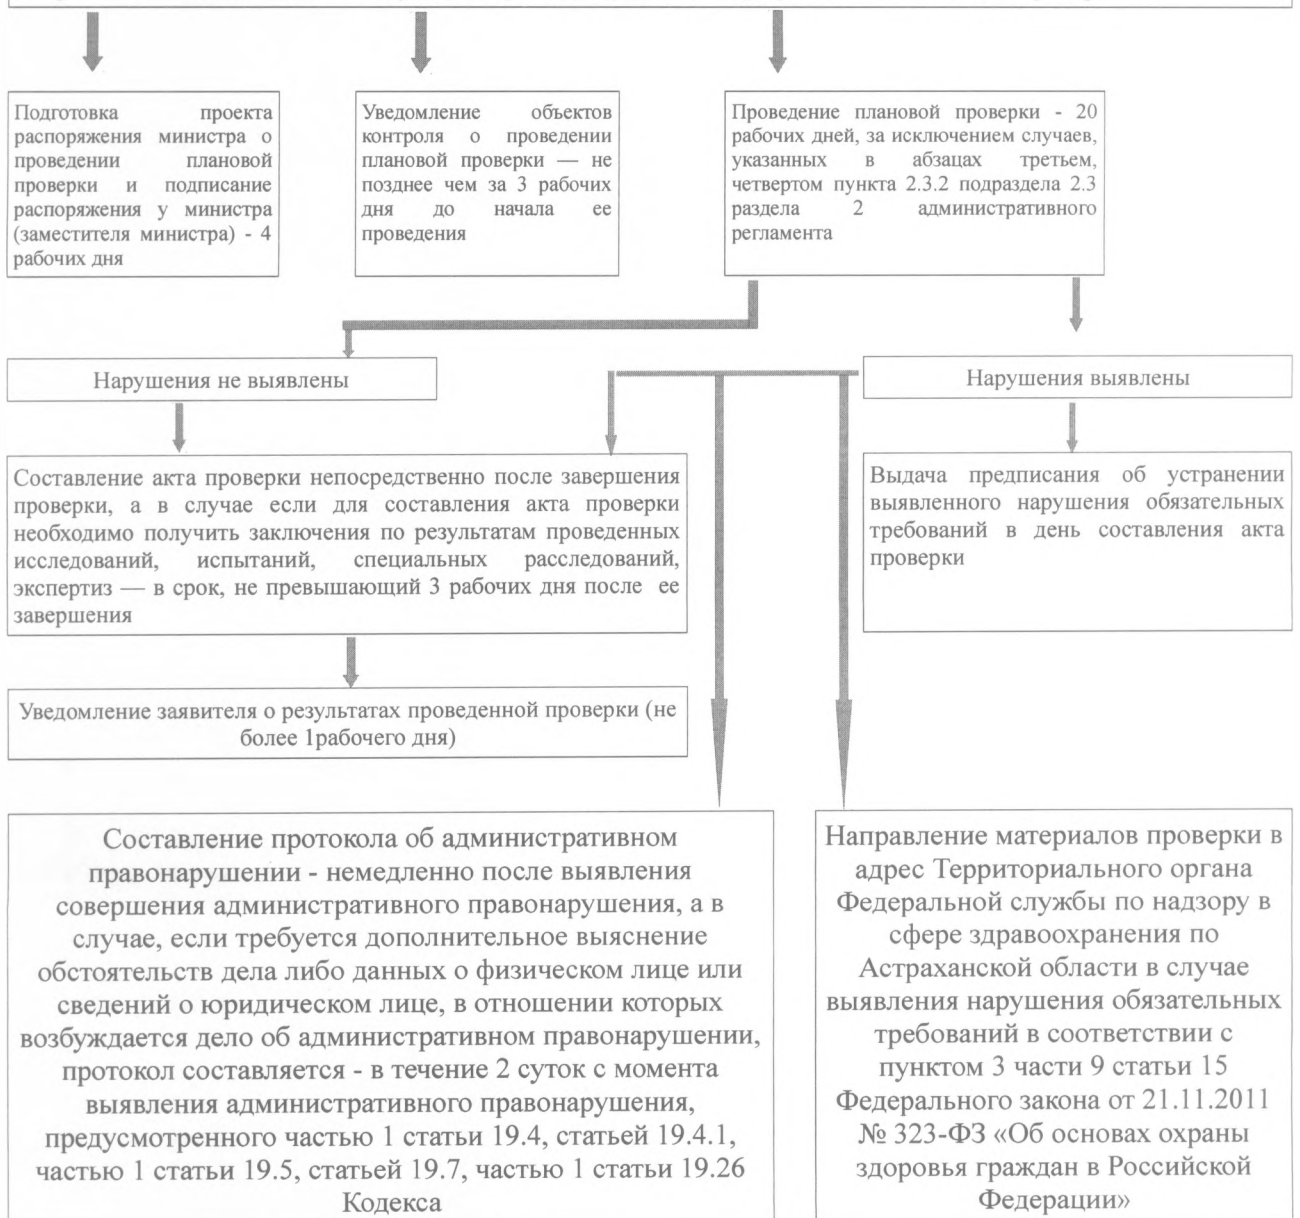 Подготовка проекта
распоряжения министра о
проведении плановой
проверки и подписание
распоряжения у министра
(заместителя министра) - 4
рабочих дня
Уведомление объектов
контроля о проведении
плановой проверки — не
позднее чем за 3 рабочих
дня до начала ее
проведения
Проведение плановой проверки - 20
рабочих дней, за исключением случаев,
указанных в абзацах третьем,
четвертом пункта 2.3.2 подраздела 2.3
раздела 2 административного
регламента
Нарушения не выявлены
Нарушения выявлены
Составление акта проверки непосредственно после завершения
проверки, а в случае если для составления акта проверки
необходимо получить заключения по результатам проведенных
исследований, испытаний, специальных расследований,
экспертиз — в срок, не превышающий 3 рабочих дня после ее
завершения
Выдача предписания об устранении
выявленного нарушения обязательных
требований в день составления акта
проверки
Уведомление заявителя о результатах проведенной проверки (не
более 1рабочего дня)
Составление протокола об административном
правонарушении - немедленно после выявления
совершения административного правонарушения, а в
случае, если требуется дополнительное выяснение
обстоятельств дела либо данных о физическом лице или
сведений о юридическом лице, в отношении которых
возбуждается дело об административном правонарушении,
протокол составляется - в течение 2 суток с момента
выявления административного правонарушения,
предусмотренного частью 1 статьи 19.4, статьей 19.4.1,
частью 1 статьи 19.5, статьей 19.7, частью 1 статьи 19.26
Кодекса
Направление материалов проверки в
адрес Территориального органа
Федеральной службы по надзору в
сфере здравоохранения по
Астраханской области в случае
выявления нарушения обязательных
требований в соответствии с
пунктом 3 части 9 статьи 15
Федерального закона от 21.11.2011
№ 323-ФЗ «Об основах охраны
здоровья граждан в Российской
Федерации»